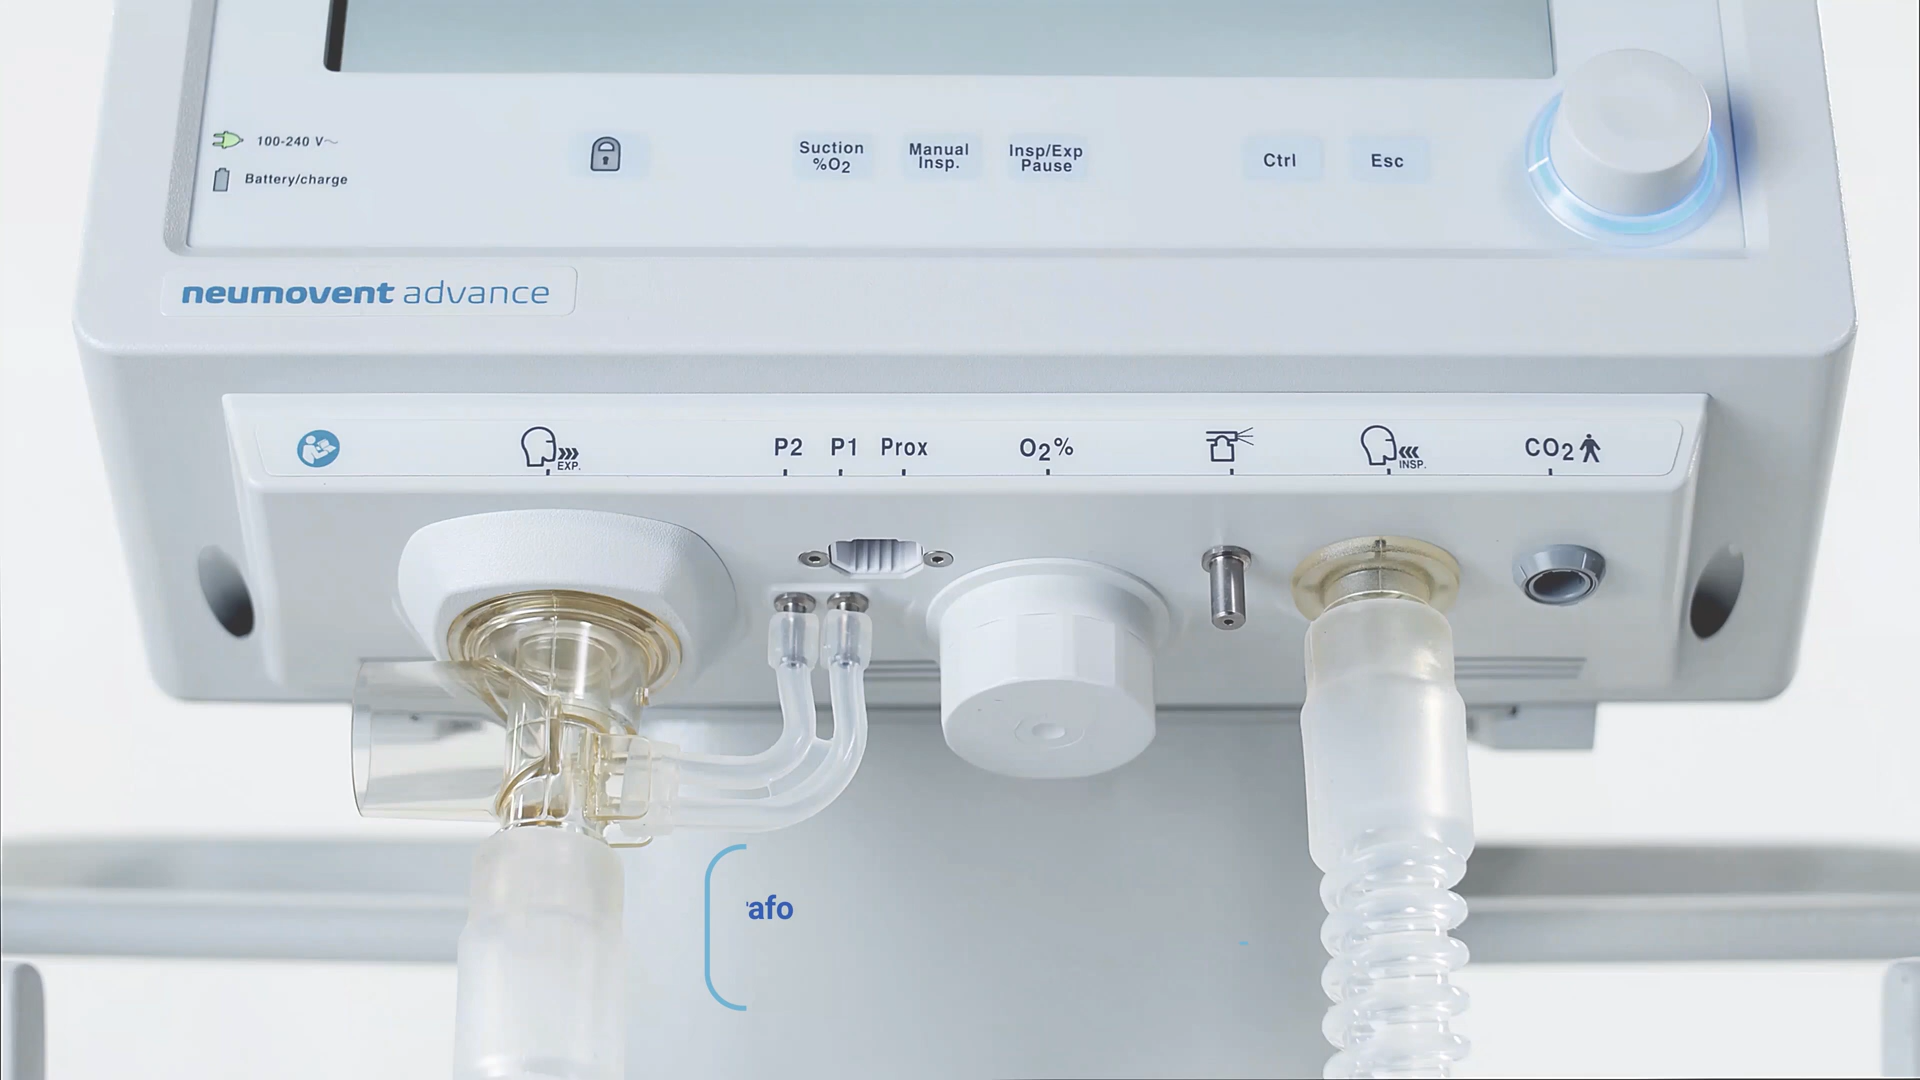 100-240 V~
Battery/charge
Suction
%O2
Manual
Insp.
Insp/Exp
Pause
Ctrl
Esc
neumovent advance
EXP.
P2
P1
Prox
O2%
INSP.
CO2
afo